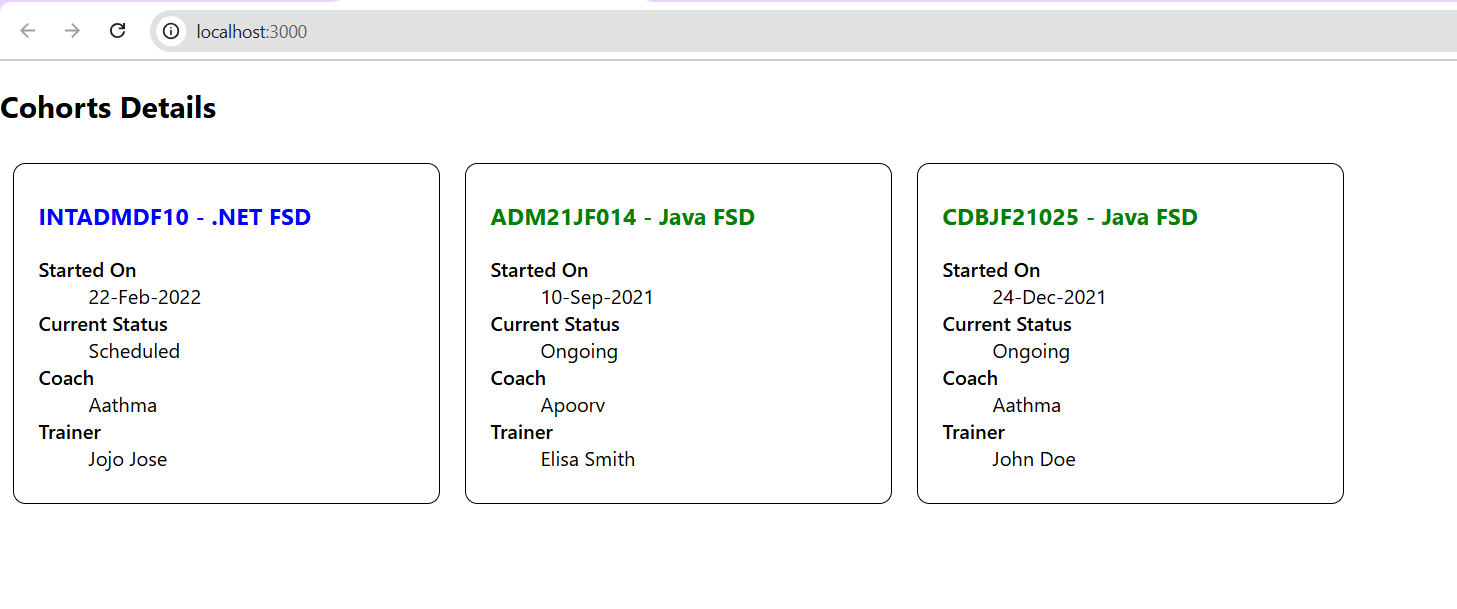 localhost:3000
Cohorts Details
INTADMDF10 - .NET FSD
Started On
22-Feb-2022
Current Status
Scheduled
Coach
Aathma
Trainer
Jojo Jose
ADM21JF014 - Java FSD
Started On
10-Sep-2021
Current Status
Ongoing
Coach
Apoorv
Trainer
Elisa Smith
CDBJF21025 - Java FSD
Started On
24-Dec-2021
Current Status
Ongoing
Coach
Aathma
Trainer
John Doe